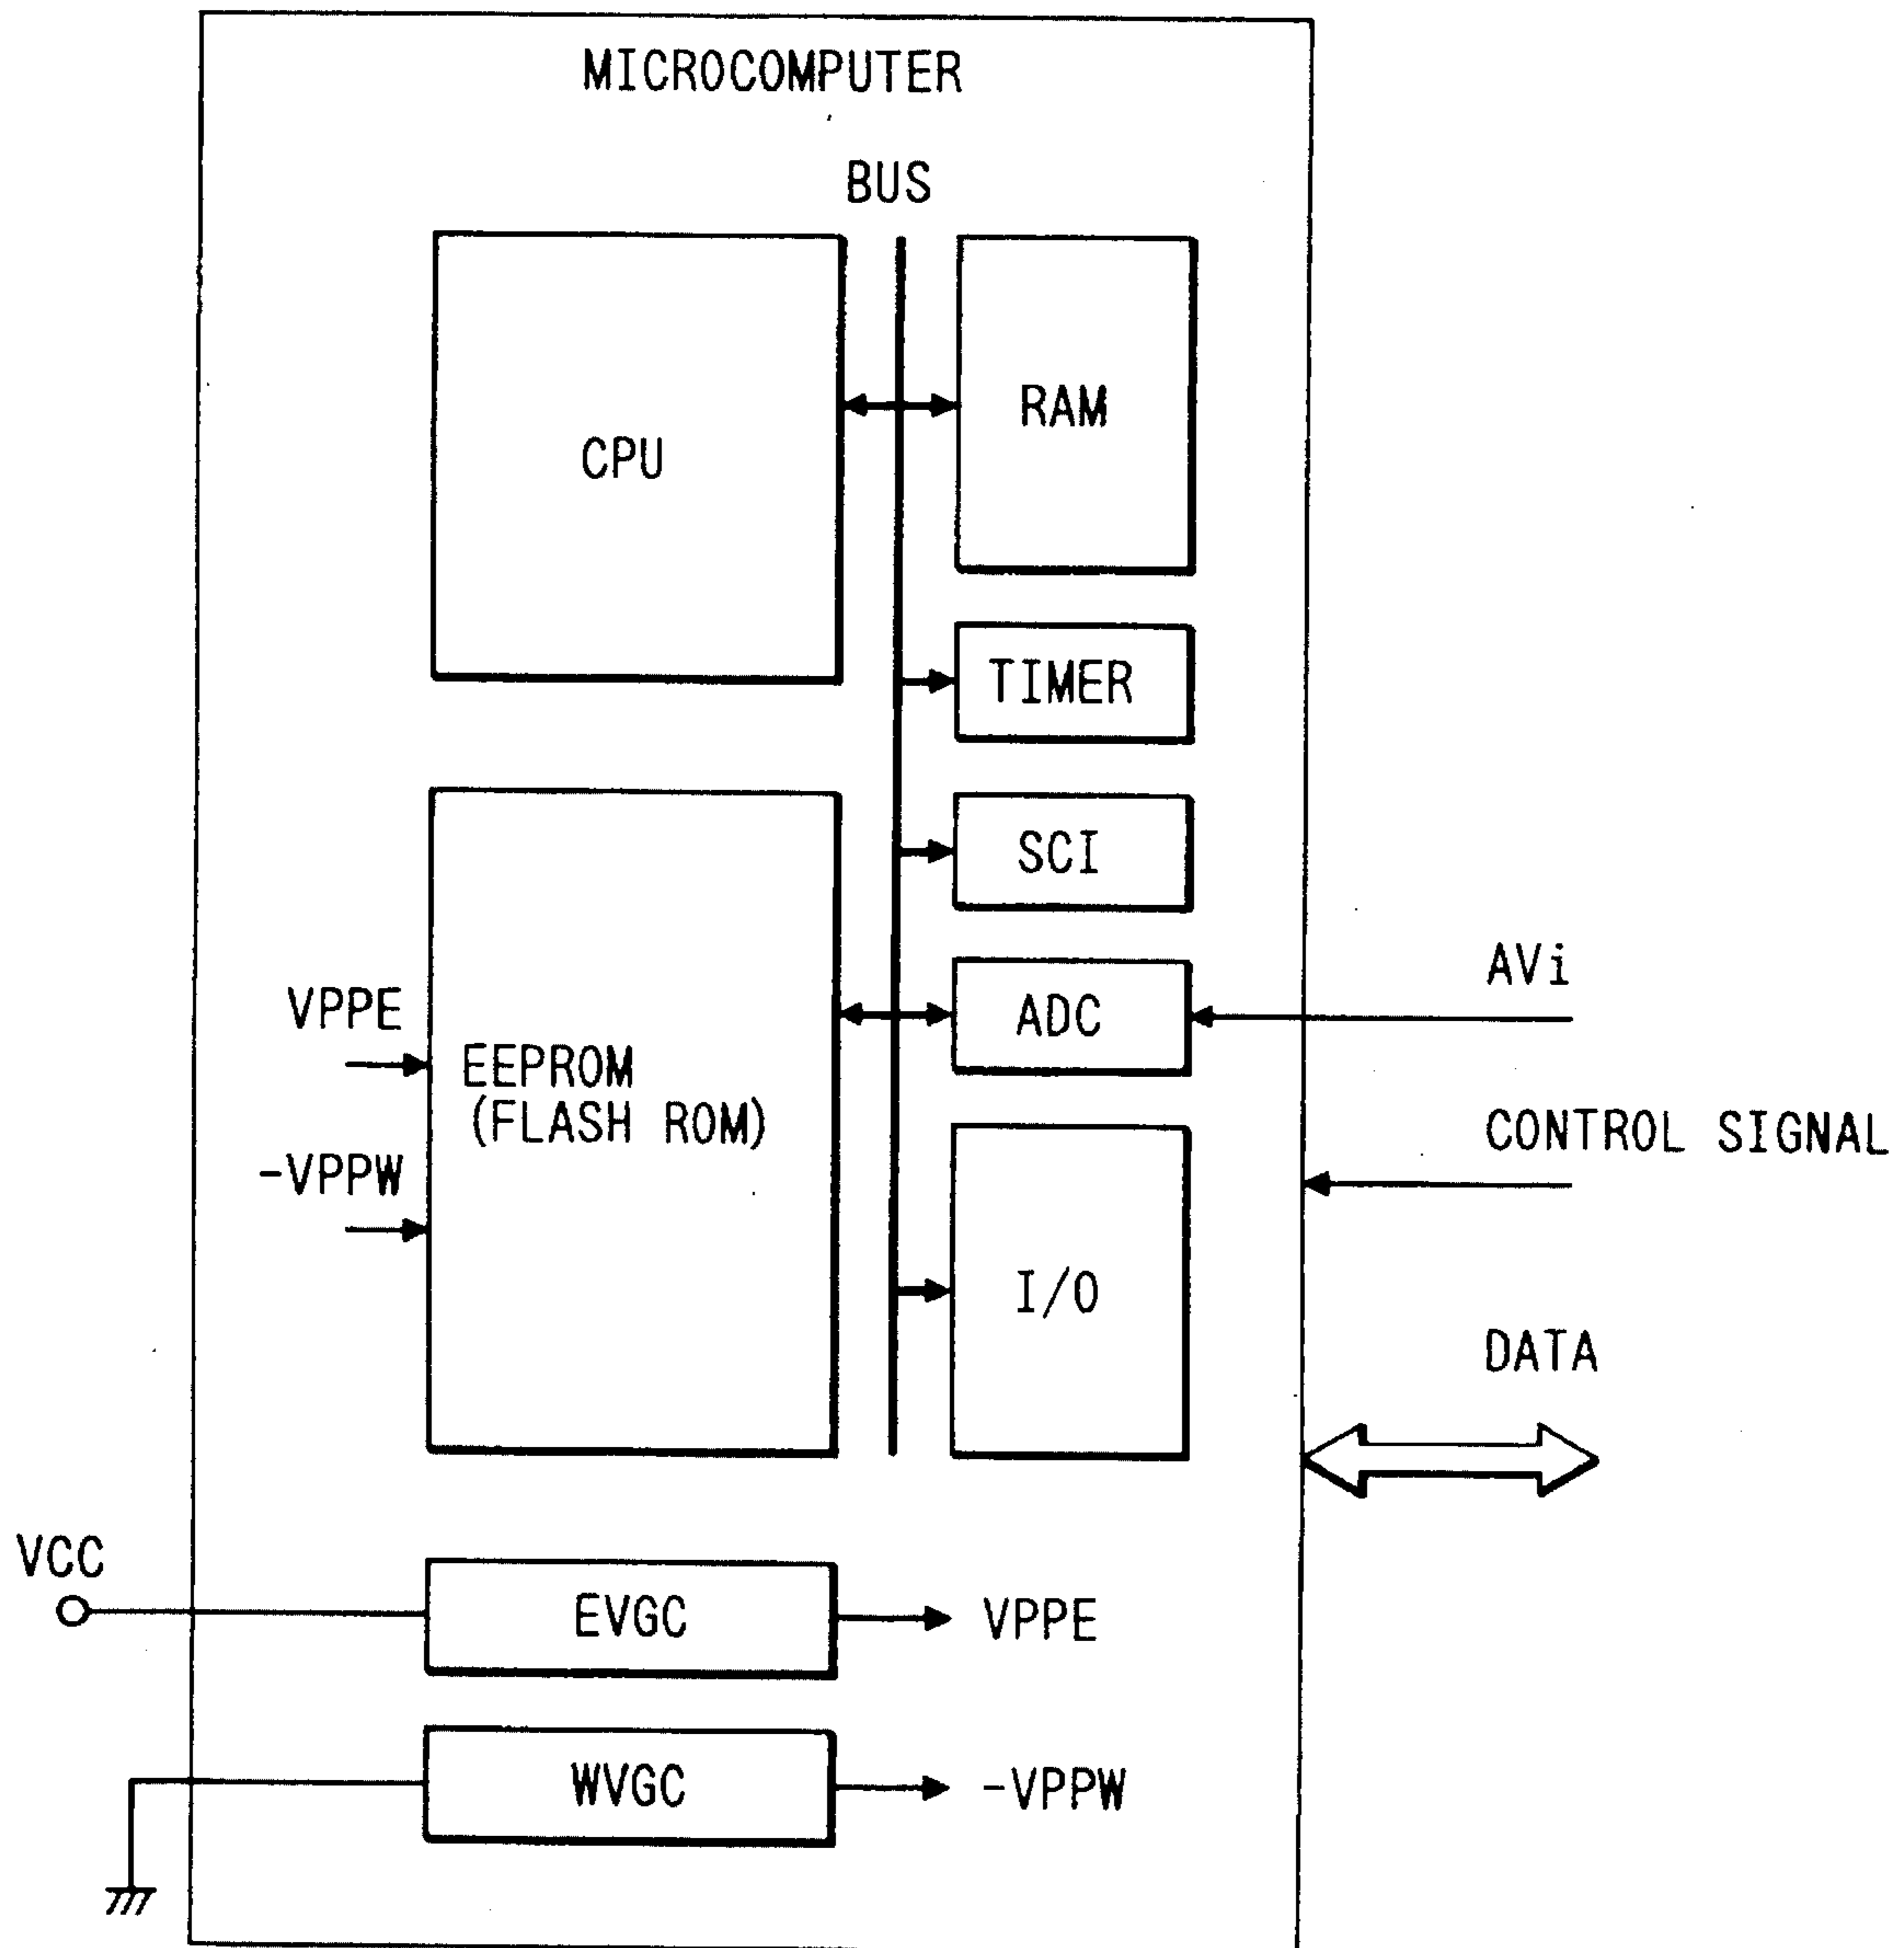 MICROCOMPUTER
BUS
CPU
RAM
TIMER
SCI
AVi
VPPE
ADC
EEPROM
(FLASH ROM)
CONTROL SIGNAL
-VPPW
I/O
DATA
VCC
EVGC
VPPE
WVGC
-VPPW